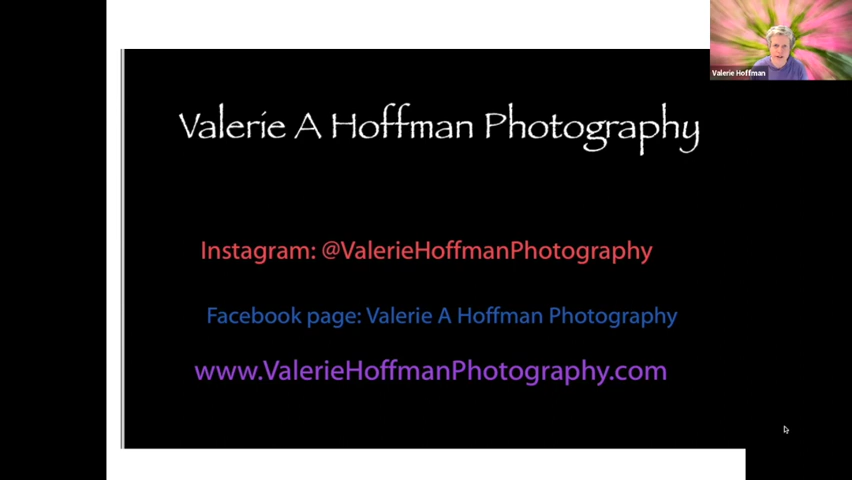 Valerie Hoffman
Valerie A Hoffman Photography
Instagram: @ValerieHoffmanPhotography
Facebook page: Valerie A Hoffman Photography
www.ValerieHoffmanPhotography.com